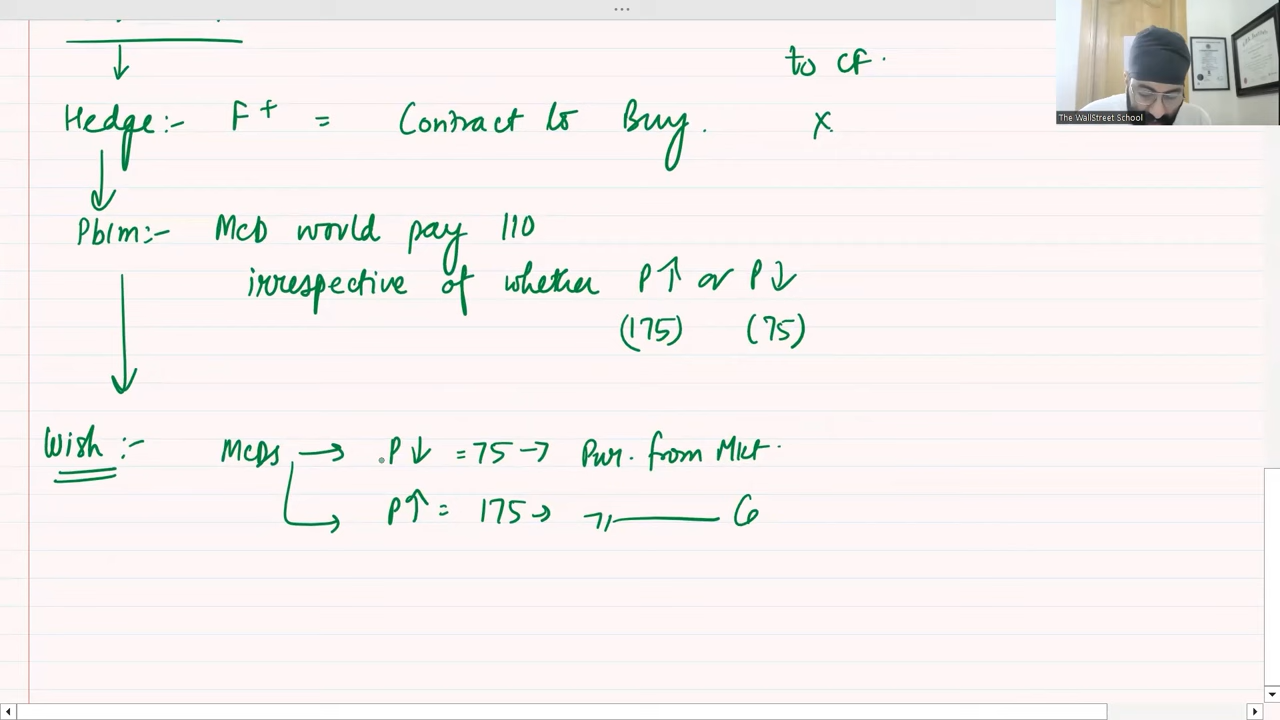 to CF.
Hedge:- F+ = Contract to Buy. X
Pblm:- McD would pay 110
irrespective of whether P↑ or P↓
(175) (75)
Wish:- McDs → P↓ = 75 → Pur. from Mkt.
P↑ = 175 → —〃— G
The WallStreet School